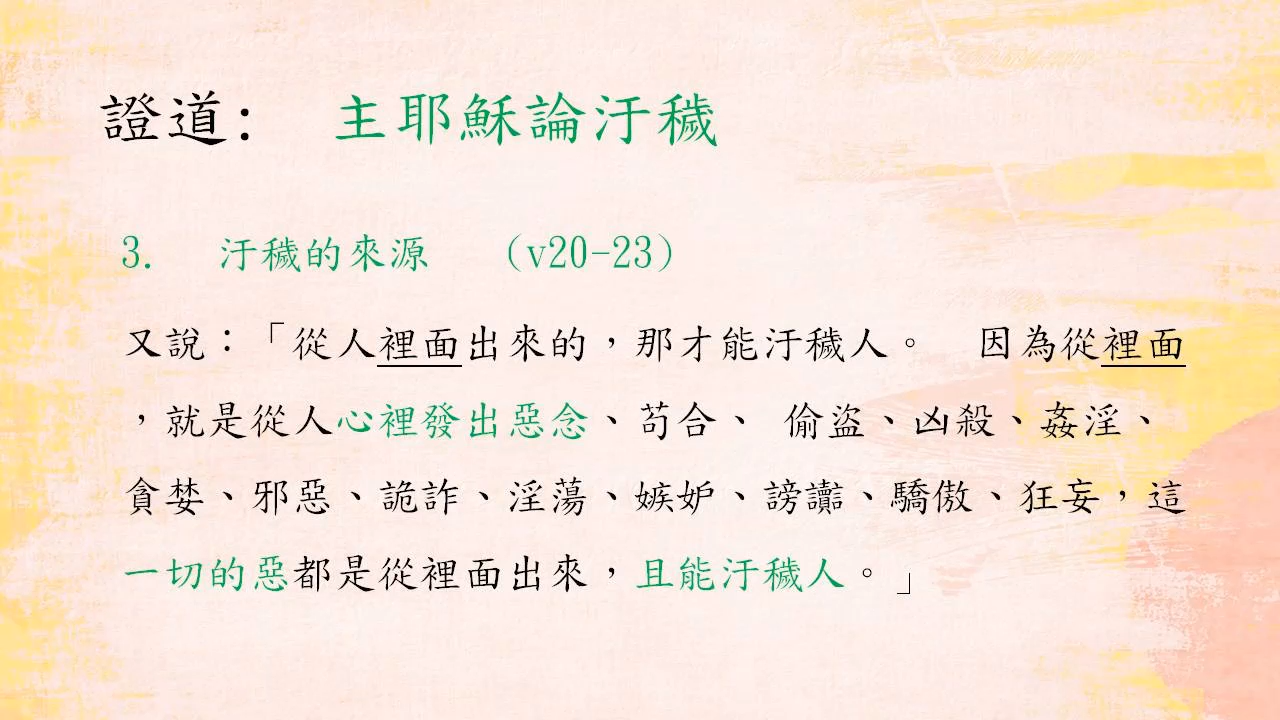 證道: 主耶穌論汙穢
3. 汙穢的來源 （v20-23）
又說：「從人裡面出來的，那才能汙穢人。 因為從裡面
，就是從人心裡發出惡念、苟合、 偷盜、凶殺、姦淫、
貪婪、邪惡、詭詐、淫蕩、嫉妒、謗讟、驕傲、狂妄，這
一切的惡都是從裡面出來，且能汙穢人。」